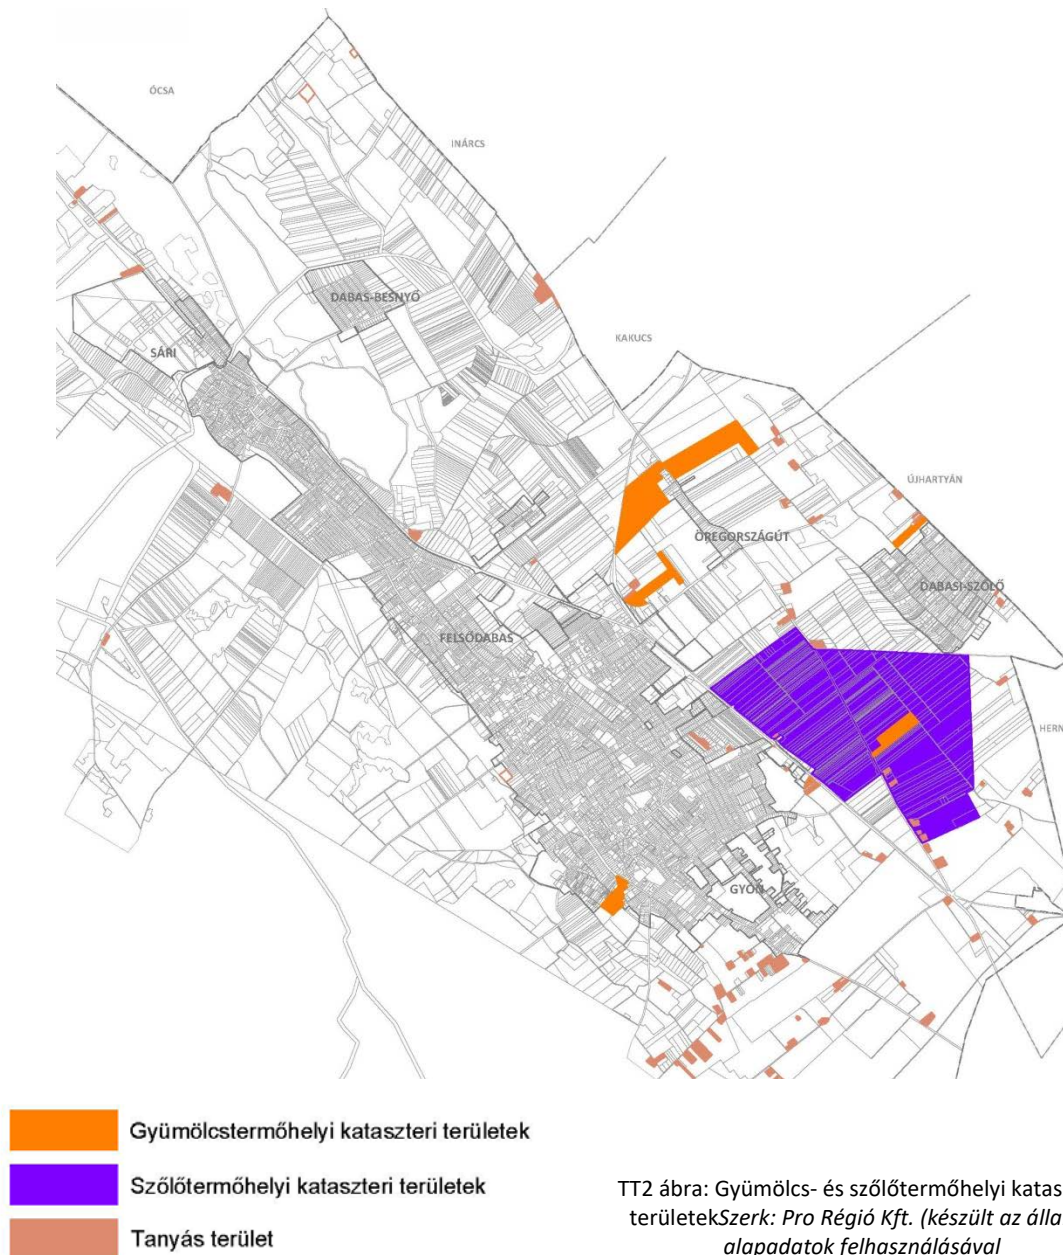 ÓCSA
INÁRCS
DABAS-BESNYŐ
KAKUCS
SÁRI
ÚJHARTYÁN
ÖREGORSZÁGÚT
DABASI-SZŐLŐ
FELSŐDABAS
HERN
GYÓN
Gyümölcstermőhelyi kataszteri területek
Szőlőtermőhelyi kataszteri területek
Tanyás terület
TT2 ábra: Gyümölcs- és szőlőtermőhelyi katas
területekSzerk: Pro Régió Kft. (készült az álla
alapadatok felhasználásával